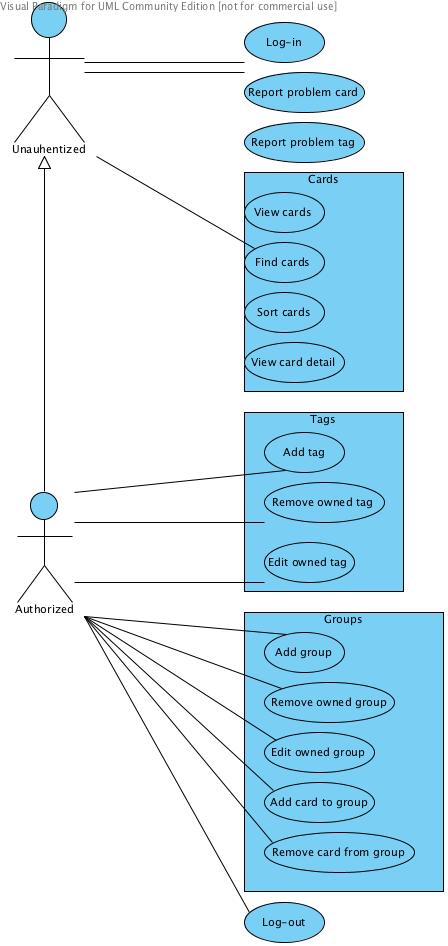 Visual Paradigm for UML Community Edition [not for commercial use]
Log-in
Report problem card
Unauhentized
Report problem tag
Cards
View cards
Find cards
Sort cards
View card detail
Tags
Add tag
Remove owned tag
Edit owned tag
Authorized
Groups
Add group
Remove owned group
Edit owned group
Add card to group
Remove card from group
Log-out